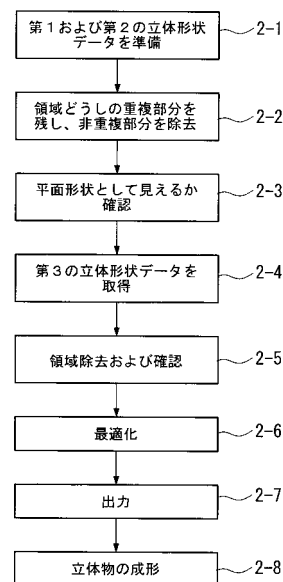 第1および第2の立体形状
データを準備
2-1
領域どうしの重複部分を
残し、非重複部分を除去
2-2
平面形状として見えるか
確認
2-3
第3の立体形状データを
取得
2-4
領域除去および確認
2-5
最適化
2-6
出力
2-7
立体物の成形
2-8